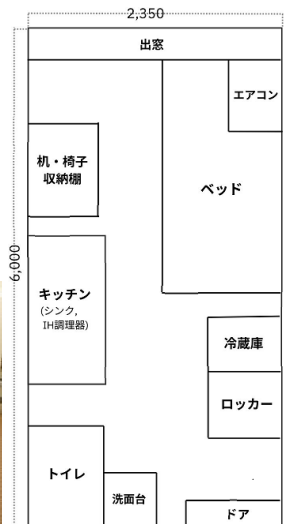 2,350
出窓
エアコン
机・椅子
収納棚
ベッド
6,000
キッチン
(シンク,
IH調理器)
冷蔵庫
ロッカー
トイレ
洗面台
ドア